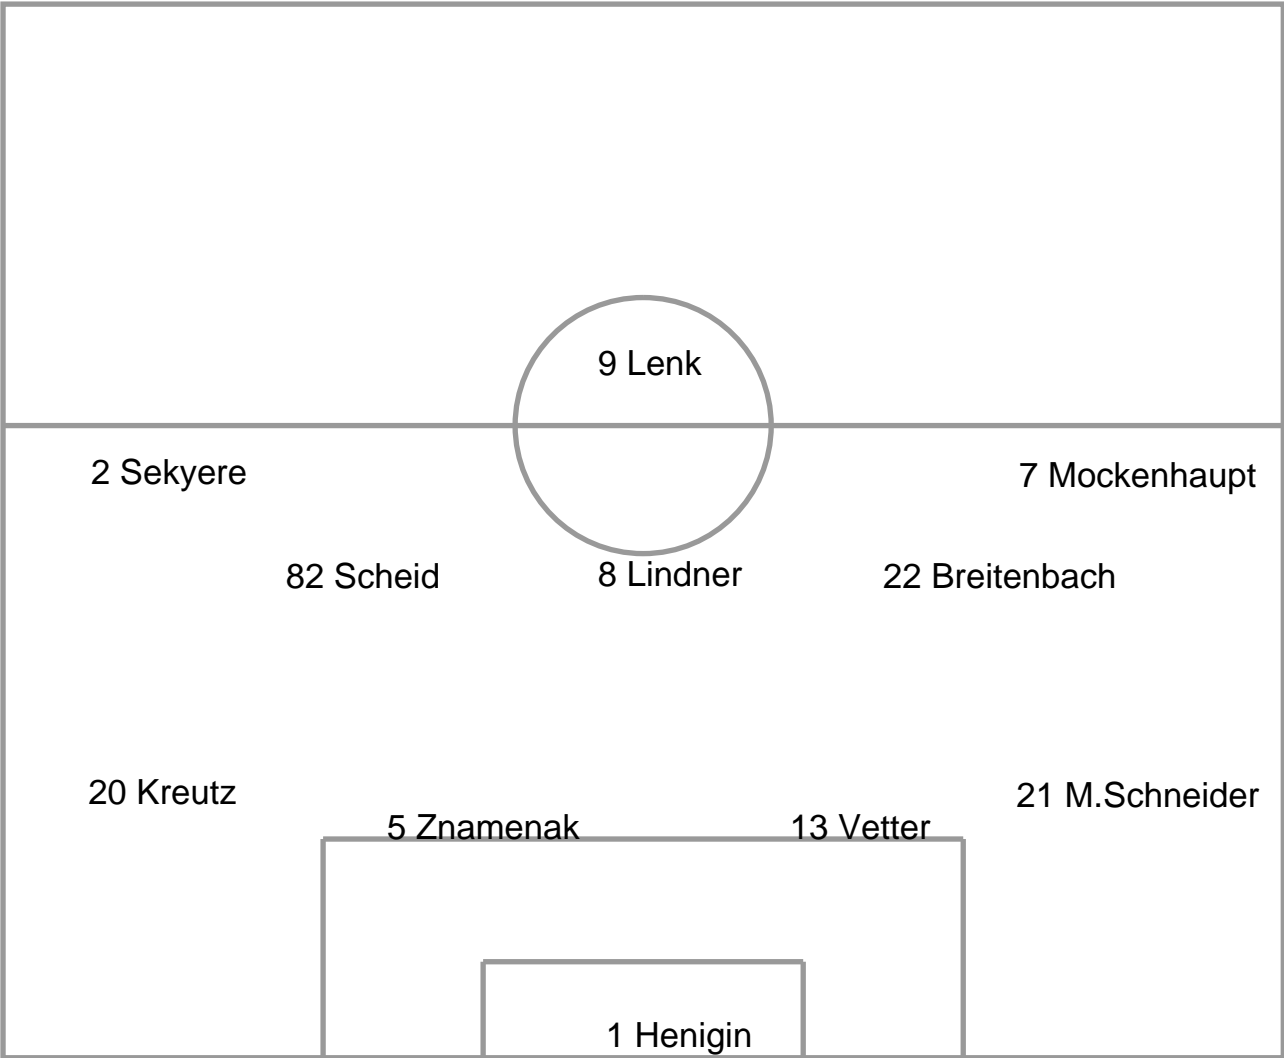 9 Lenk
2 Sekyere
7 Mockenhaupt
82 Scheid
8 Lindner
22 Breitenbach
20 Kreutz
21 M.Schneider
5 Znamenak
13 Vetter
1 Henigin